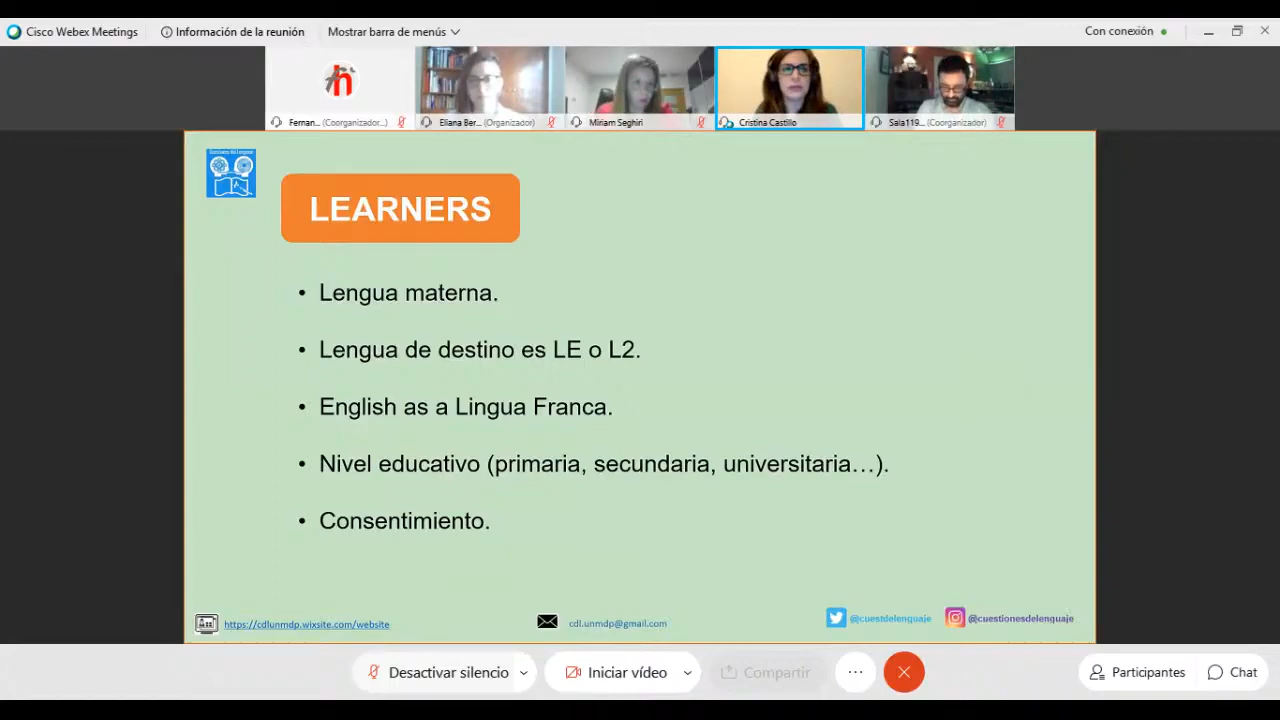 Cisco Webex Meetings
Información de la reunión
Mostrar barra de menús
Con conexión
h
Fernan... (Coorganizador...
Eliana Ber... (Organizador)
Miriam Seghiri
Cristina Castillo
Sala119... (Coorganizador)
LEARNERS
• Lengua materna.
• Lengua de destino es LE o L2.
• English as a Lingua Franca.
• Nivel educativo (primaria, secundaria, universitaria…).
• Consentimiento.
https://cdlunmdp.wixsite.com/website
cdl.unmdp@gmail.com
@cuestdelenguaje
@cuestionesdelenguaje
Desactivar silencio
Iniciar vídeo
Compartir
Participantes
Chat